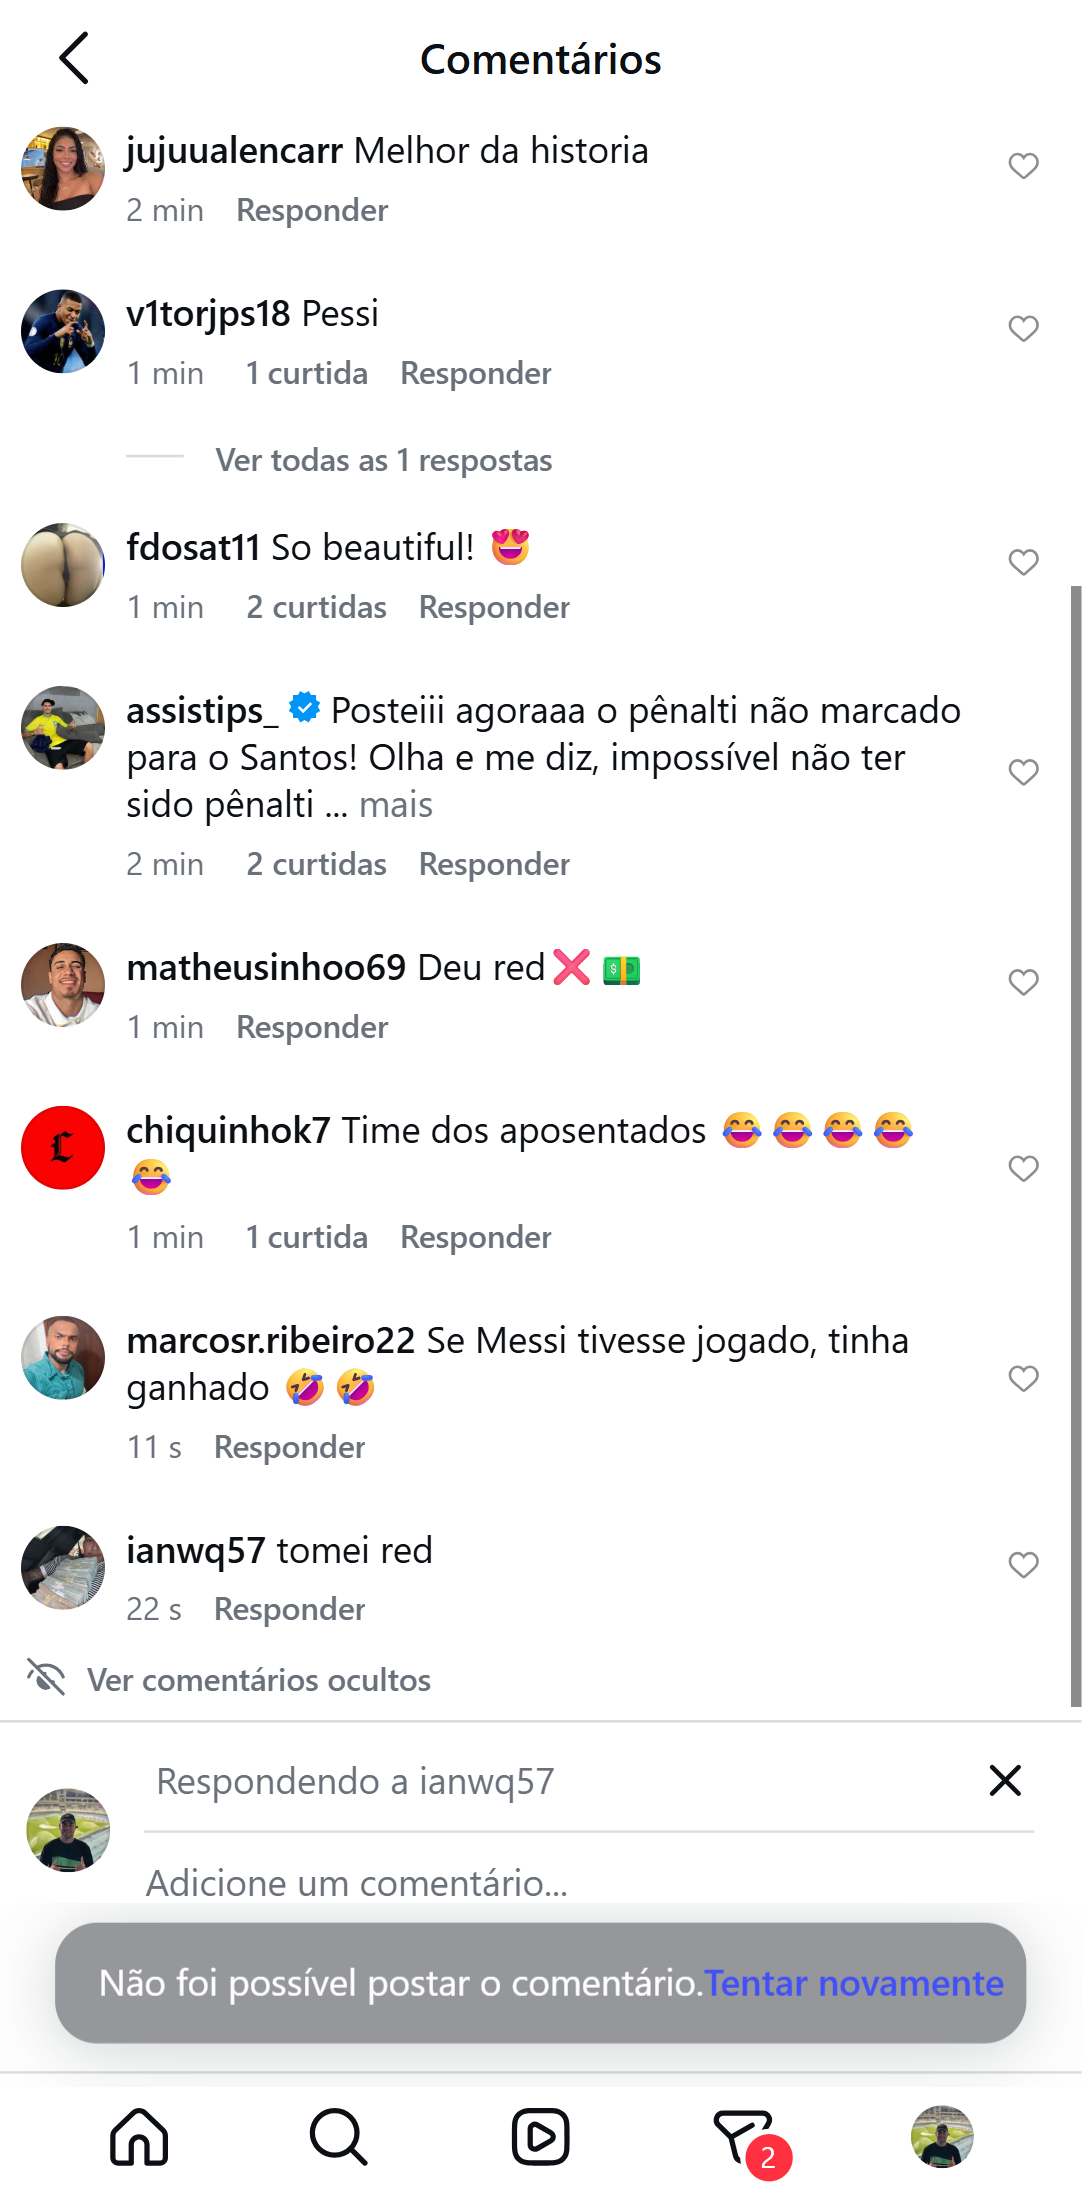 Comentários
jujuualencarr Melhor da historia
2 min Responder
v1torjps18 Pessi
1 min 1 curtida Responder
Ver todas as 1 respostas
fdosat11 So beautiful! 😍
1 min 2 curtidas Responder
assistips_ Posteiii agoraaa o pênalti não marcado
para o Santos! Olha e me diz, impossível não ter
sido pênalti ... mais
2 min 2 curtidas Responder
matheusinhoo69 Deu red❌💵
1 min Responder
chiquinhok7 Time dos aposentados 😂😂😂😂
😂
1 min 1 curtida Responder
marcosr.ribeiro22 Se Messi tivesse jogado, tinha
ganhado 🤣🤣
11 s Responder
ianwq57 tomei red
22 s Responder
Ver comentários ocultos
Respondendo a ianwq57
Adicione um comentário...
Não foi possível postar o comentário.Tentar novamente
2